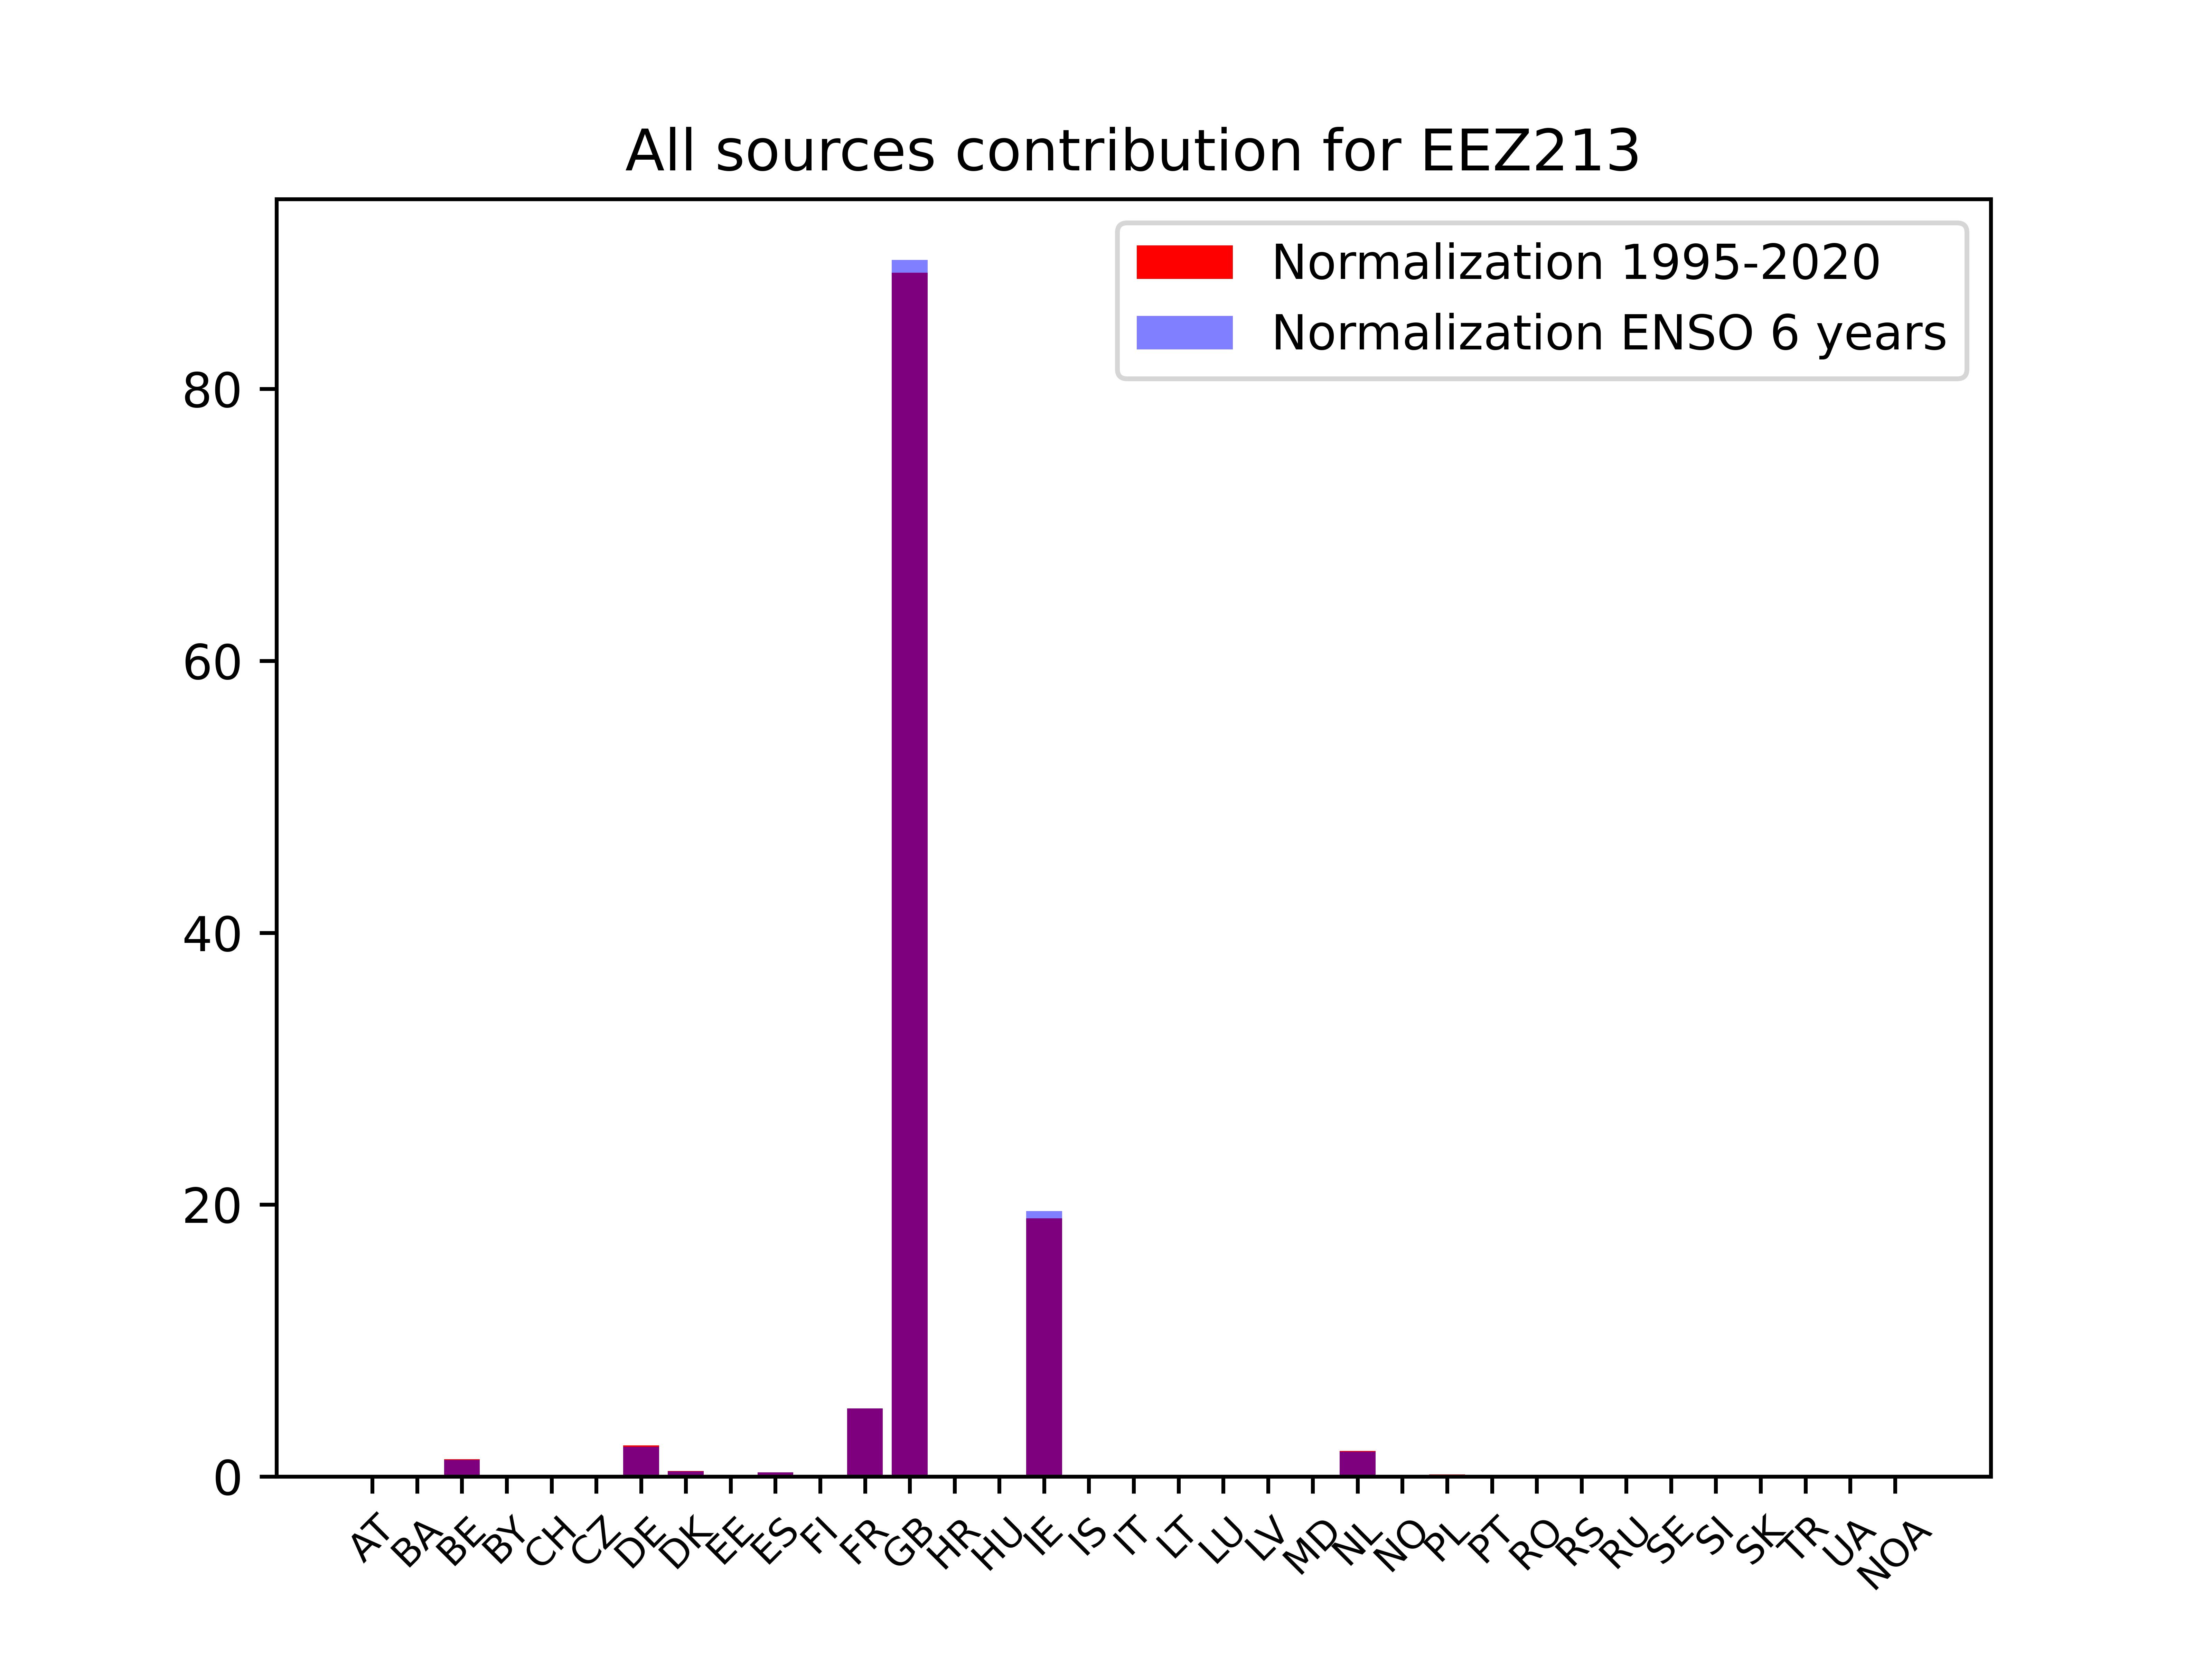 All sources contribution for EEZ213
Normalization 1995-2020
Normalization ENSO 6 years
80
60
40
20
0
AT BA BE BY CH CZ DE DK EE ES FI FR GB HR HU IE IS IT LT LU LV MD NL NO PL PT RO RS RU SE SI SK TR UA NOA